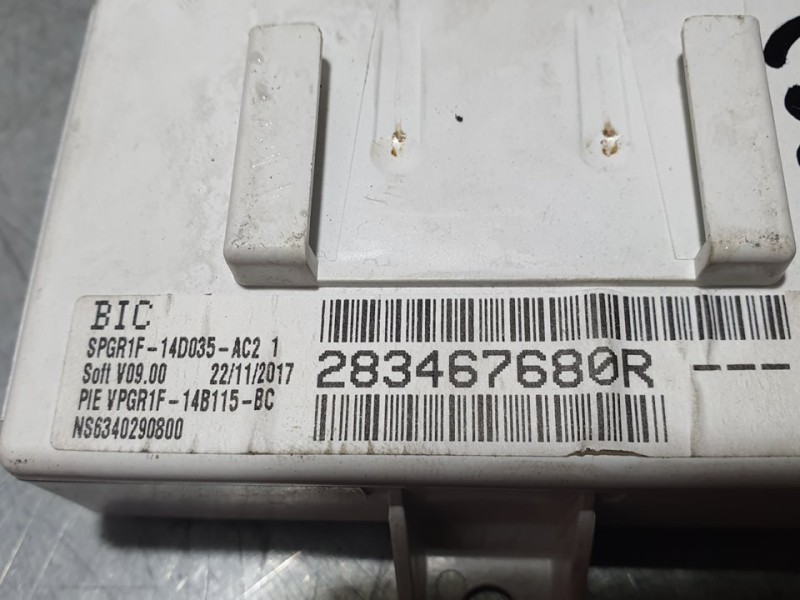 BIC
SPGR1F-14D035-AC2 1
Soft V09.00 22/11/2017
PIE VPGR1F-14B115-BC
NS6340290800
283467680R ---